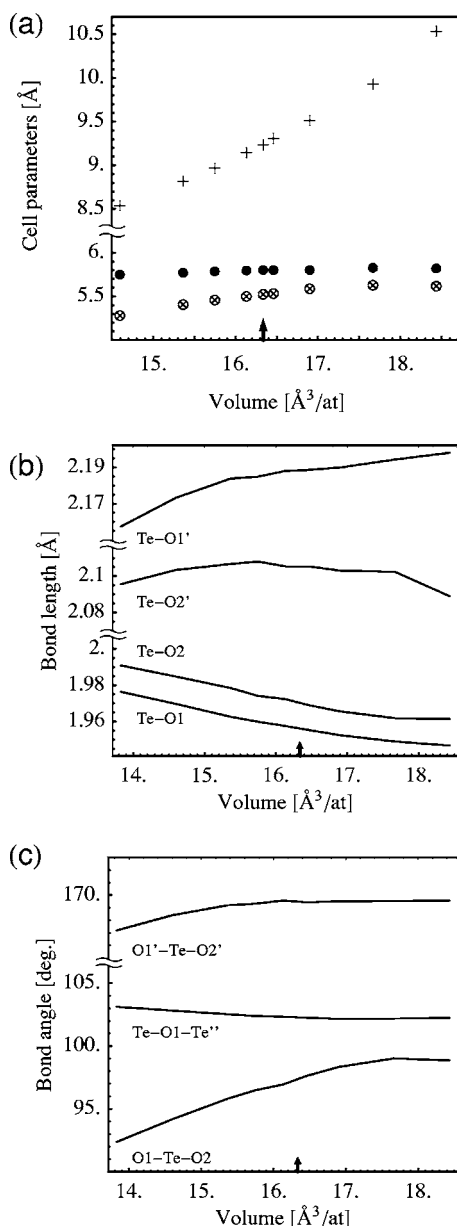 (a)
Cell parameters [Å]
10.5
10.
9.5
9.
8.5
6.
5.5
15. 16. 17. 18.
Volume [Å³/at]
(b)
Bond length [Å]
2.19
2.17
Te–O1'
2.1
2.08
Te–O2'
2.
Te–O2
1.98
Te–O1
1.96
14. 15. 16. 17. 18.
Volume [Å³/at]
(c)
Bond angle [deg.]
170.
O1'–Te–O2'
105.
Te–O1–Te''
100.
95.
O1–Te–O2
14. 15. 16. 17. 18.
Volume [Å³/at]